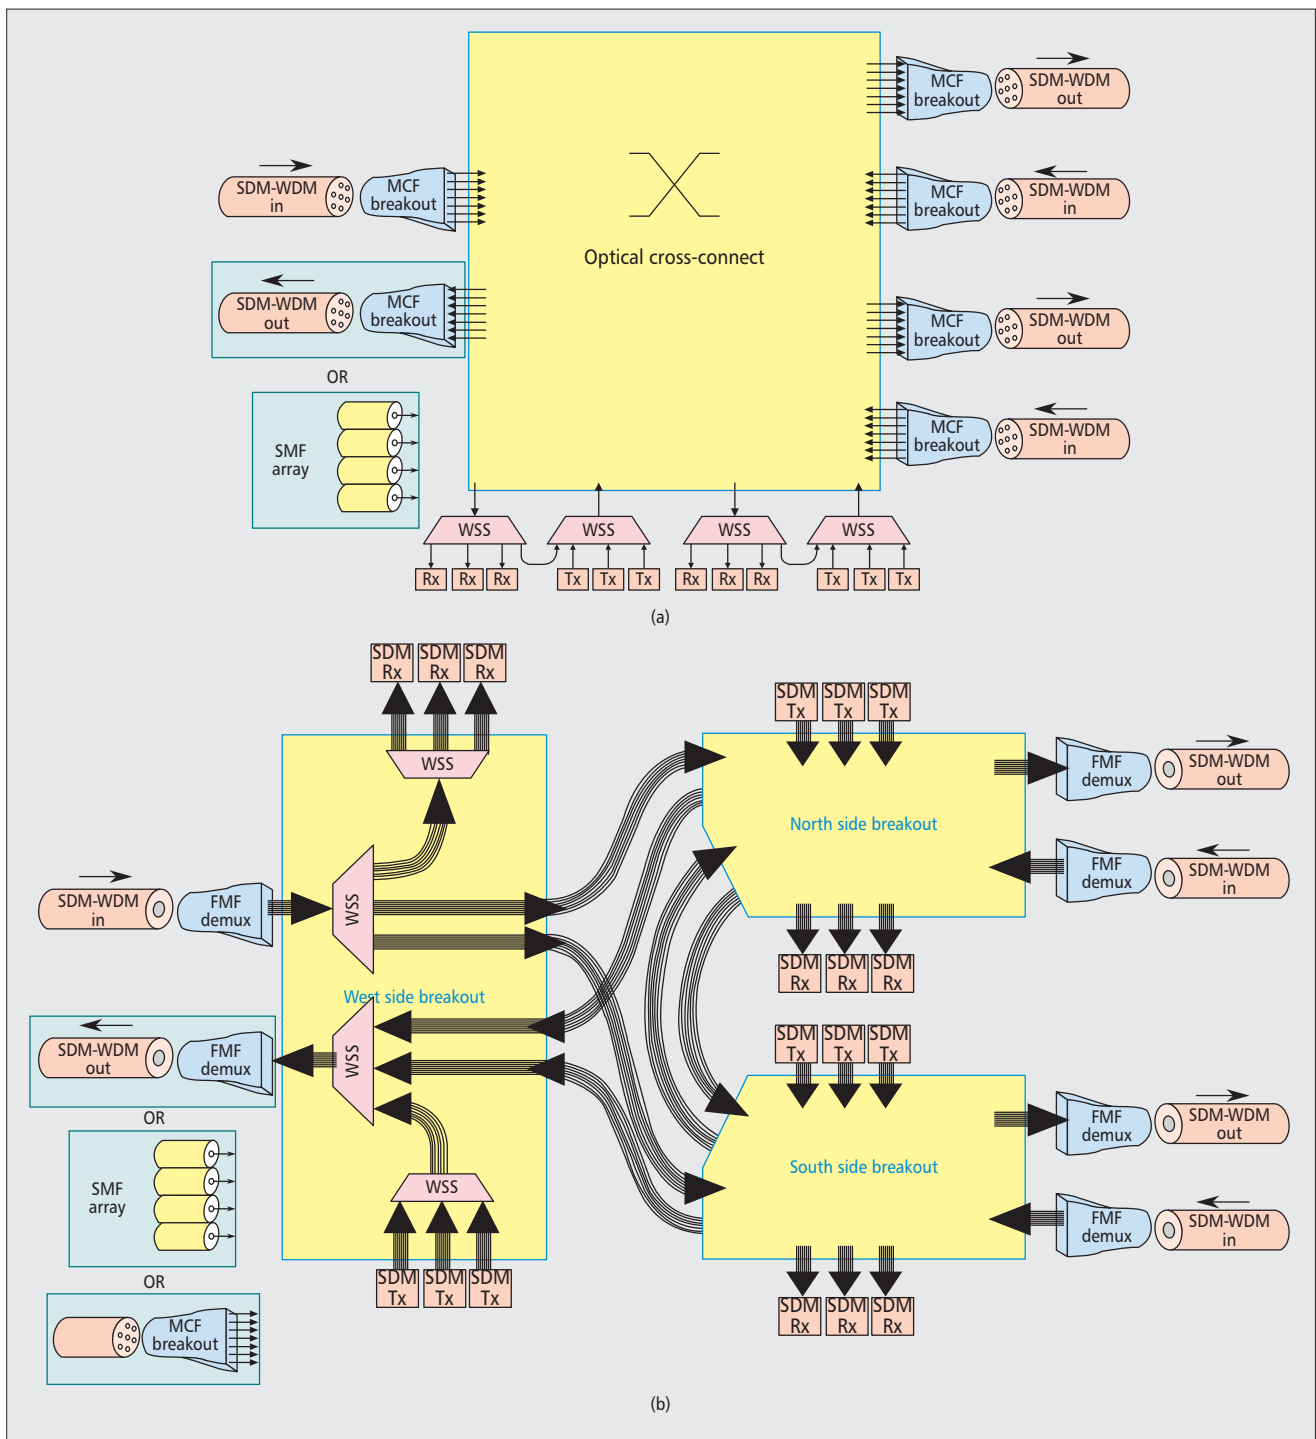 MCF
breakout
SDM-WDM
out
SDM-WDM
in
MCF
breakout
MCF
breakout
SDM-WDM
in
Optical cross-connect
SDM-WDM
out
MCF
breakout
MCF
breakout
SDM-WDM
out
OR
SMF
array
MCF
breakout
SDM-WDM
in
WSS
WSS
WSS
WSS
Rx
Rx
Rx
Tx
Tx
Tx
Rx
Rx
Rx
Tx
Tx
Tx
(a)
SDM
Rx
SDM
Rx
SDM
Rx
SDM
Tx
SDM
Tx
SDM
Tx
WSS
FMF
demux
SDM-WDM
out
North side breakout
SDM-WDM
in
FMF
demux
WSS
FMF
demux
SDM-WDM
in
SDM
Rx
SDM
Rx
SDM
Rx
West side breakout
SDM-WDM
out
FMF
demux
WSS
SDM
Tx
SDM
Tx
SDM
Tx
OR
FMF
demux
SDM-WDM
out
SMF
array
WSS
South side breakout
FMF
demux
SDM-WDM
in
OR
SDM
Tx
SDM
Tx
SDM
Tx
SDM
Rx
SDM
Rx
SDM
Rx
MCF
breakout
(b)